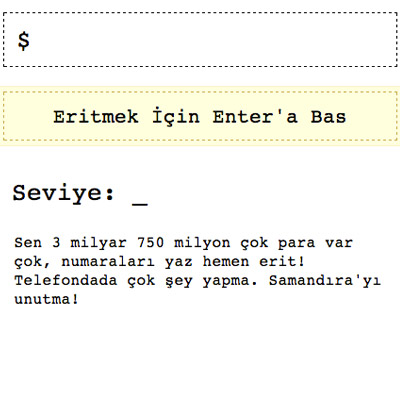 $
Eritmek İçin Enter'a Bas
Seviye: _
Sen 3 milyar 750 milyon çok para var
çok, numaraları yaz hemen erit!
Telefondada çok şey yapma. Samandıra'yı
unutma!